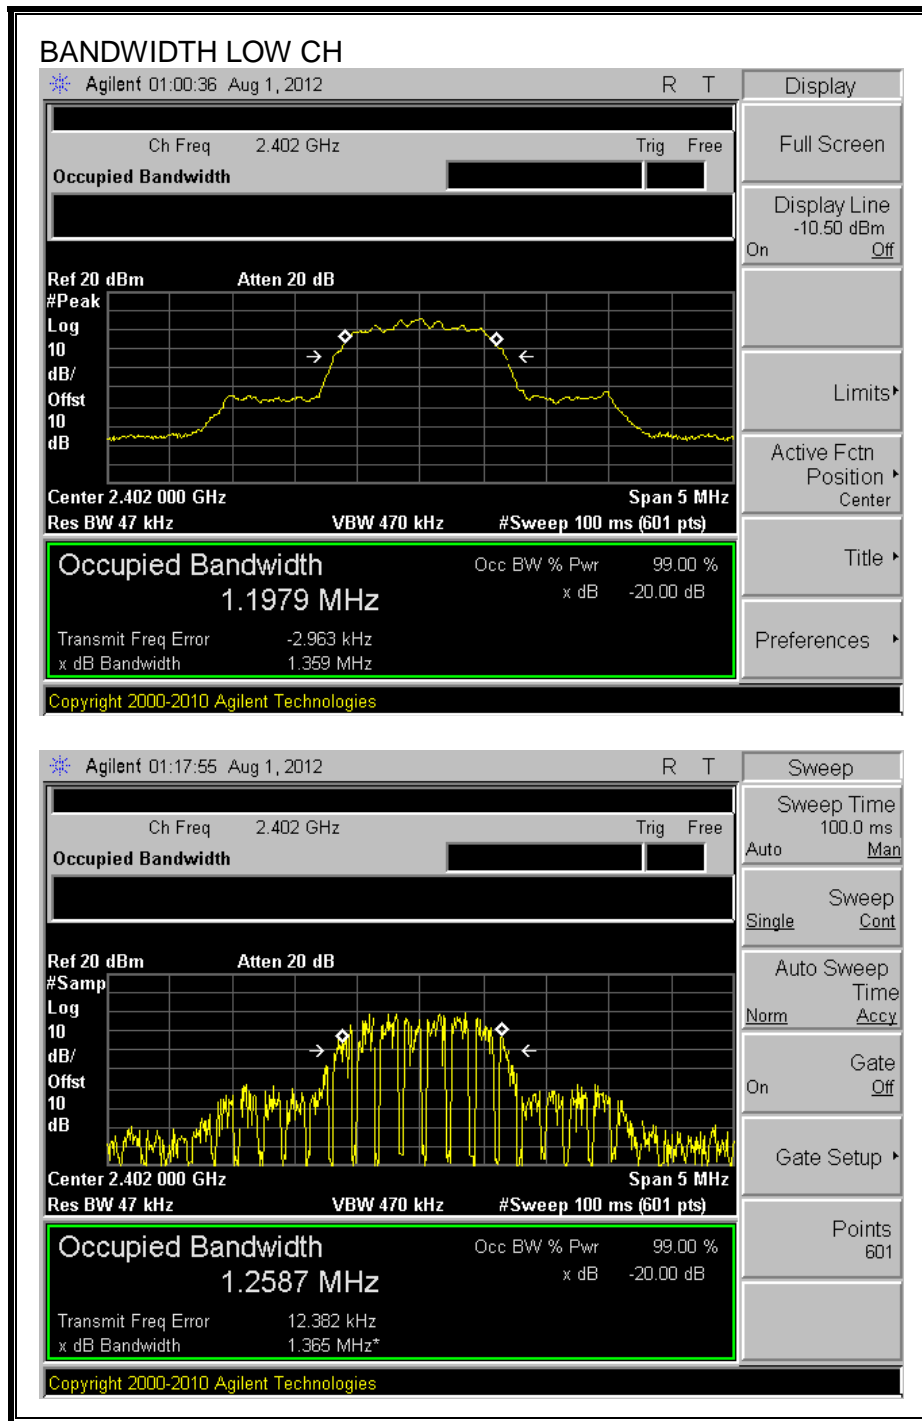 BANDWIDTH LOW CH
Agilent 01:00:36 Aug 1, 2012 R T
Display
Ch Freq 2.402 GHz Trig Free
Full Screen
Occupied Bandwidth
Display Line
-10.50 dBm
On Off
Ref 20 dBm Atten 20 dB
#Peak
Log
10
dB/
Offst
10
dB
Limits
Active Fctn
Position
Center
Center 2.402 000 GHz Span 5 MHz
Res BW 47 kHz VBW 470 kHz #Sweep 100 ms (601 pts)
Title
Occupied Bandwidth Occ BW % Pwr 99.00 %
1.1979 MHz x dB -20.00 dB
Transmit Freq Error -2.963 kHz
x dB Bandwidth 1.359 MHz
Preferences
Copyright 2000-2010 Agilent Technologies
Agilent 01:17:55 Aug 1, 2012 R T
Sweep
Ch Freq 2.402 GHz Trig Free
Sweep Time
100.0 ms
Auto Man
Occupied Bandwidth
Sweep
Single Cont
Ref 20 dBm Atten 20 dB
#Samp
Log
10
dB/
Offst
10
dB
Auto Sweep
Time
Norm Accy
Gate
On Off
Gate Setup
Center 2.402 000 GHz Span 5 MHz
Res BW 47 kHz VBW 470 kHz #Sweep 100 ms (601 pts)
Points
601
Occupied Bandwidth Occ BW % Pwr 99.00 %
1.2587 MHz x dB -20.00 dB
Transmit Freq Error 12.382 kHz
x dB Bandwidth 1.365 MHz*
Copyright 2000-2010 Agilent Technologies